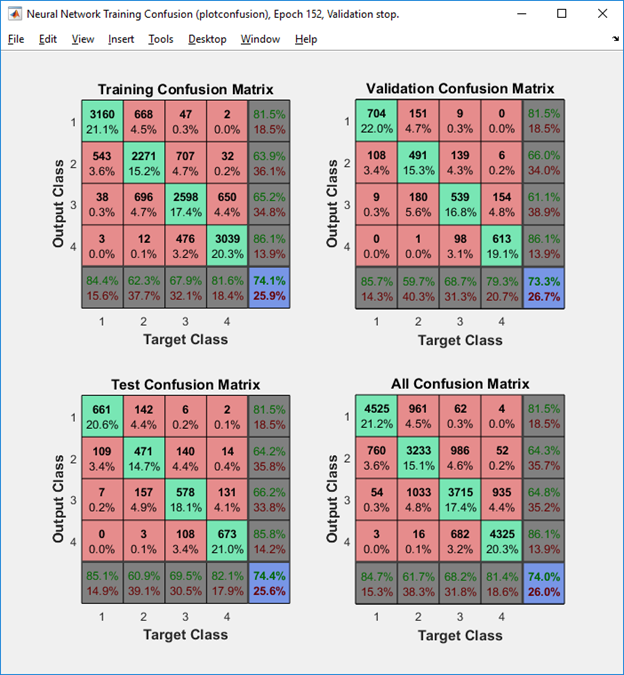 Neural Network Training Confusion (plotconfusion), Epoch 152, Validation stop.
File Edit View Insert Tools Desktop Window Help
Training Confusion Matrix
Output Class
1 3160 668 47 2 81.5%
21.1% 4.5% 0.3% 0.0% 18.5%
2 543 2271 707 32 63.9%
3.6% 15.2% 4.7% 0.2% 36.1%
3 38 696 2598 650 65.2%
0.3% 4.7% 17.4% 4.4% 34.8%
4 3 12 476 3039 86.1%
0.0% 0.1% 3.2% 20.3% 13.9%
84.4% 62.3% 67.9% 81.6% 74.1%
15.6% 37.7% 32.1% 18.4% 25.9%
1 2 3 4
Target Class
Validation Confusion Matrix
Output Class
1 704 151 9 0 81.5%
22.0% 4.7% 0.3% 0.0% 18.5%
2 108 491 139 6 66.0%
3.4% 15.3% 4.3% 0.2% 34.0%
3 9 180 539 154 61.1%
0.3% 5.6% 16.8% 4.8% 38.9%
4 0 1 98 613 86.1%
0.0% 0.0% 3.1% 19.1% 13.9%
85.7% 59.7% 68.7% 79.3% 73.3%
14.3% 40.3% 31.3% 20.7% 26.7%
1 2 3 4
Target Class
Test Confusion Matrix
Output Class
1 661 142 6 2 81.5%
20.6% 4.4% 0.2% 0.1% 18.5%
2 109 471 140 14 64.2%
3.4% 14.7% 4.4% 0.4% 35.8%
3 7 157 578 131 66.2%
0.2% 4.9% 18.1% 4.1% 33.8%
4 0 3 108 673 85.8%
0.0% 0.1% 3.4% 21.0% 14.2%
85.1% 60.9% 69.5% 82.1% 74.4%
14.9% 39.1% 30.5% 17.9% 25.6%
1 2 3 4
Target Class
All Confusion Matrix
Output Class
1 4525 961 62 4 81.5%
21.2% 4.5% 0.3% 0.0% 18.5%
2 760 3233 986 52 64.3%
3.6% 15.1% 4.6% 0.2% 35.7%
3 54 1033 3715 935 64.8%
0.3% 4.8% 17.4% 4.4% 35.2%
4 3 16 682 4325 86.1%
0.0% 0.1% 3.2% 20.3% 13.9%
84.7% 61.7% 68.2% 81.4% 74.0%
15.3% 38.3% 31.8% 18.6% 26.0%
1 2 3 4
Target Class